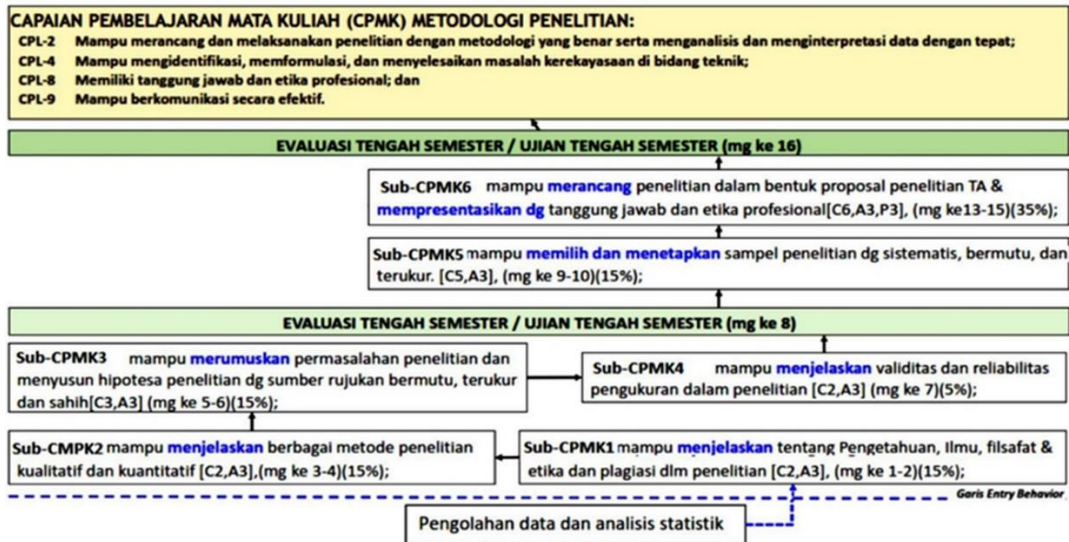 CAPAIAN PEMBELAJARAN MATA KULIAH (CPMK) METODOLOGI PENELITIAN:
CPL-2 Mampu merancang dan melaksanakan penelitian dengan metodologi yang benar serta menganalisis dan menginterpretasi data dengan tepat;
CPL-4 Mampu mengidentifikasi, memformulasi, dan menyelesaikan masalah kerekayasaan di bidang teknik;
CPL-8 Memiliki tanggung jawab dan etika profesional; dan
CPL-9 Mampu berkomunikasi secara efektif.
EVALUASI TENGAH SEMESTER / UJIAN TENGAH SEMESTER (mg ke 16)
Sub-CPMK6 mampu merancang penelitian dalam bentuk proposal penelitian TA &
mempresentasikan dg tanggung jawab dan etika profesional[C6,A3,P3], (mg ke13-15)(35%);
Sub-CPMK5 mampu memilih dan menetapkan sampel penelitian dg sistematis, bermutu, dan
terukur. [C5,A3], (mg ke 9-10)(15%);
EVALUASI TENGAH SEMESTER / UJIAN TENGAH SEMESTER (mg ke 8)
Sub-CPMK3 mampu merumuskan permasalahan penelitian dan
menyusun hipotesa penelitian dg sumber rujukan bermutu, terukur
dan sahih[C3,A3] (mg ke 5-6)(15%);
Sub-CPMK4 mampu menjelaskan validitas dan reliabilitas
pengukuran dalam penelitian [C2,A3] (mg ke 7)(5%);
Sub-CMPK2 mampu menjelaskan berbagai metode penelitian
kualitatif dan kuantitatif [C2,A3],(mg ke 3-4)(15%);
Sub-CPMK1 mampu menjelaskan tentang Pengetahuan, Ilmu, filsafat &
etika dan plagiasi dlm penelitian [C2,A3], (mg ke 1-2)(15%);
Garis Entry Behavior
Pengolahan data dan analisis statistik